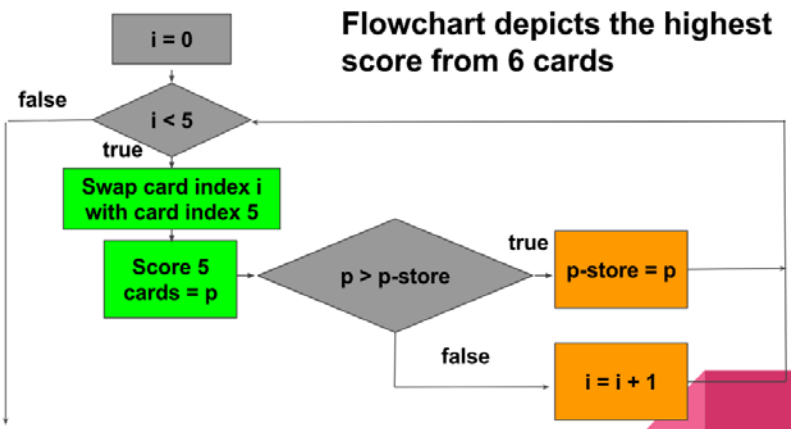 Flowchart depicts the highest
score from 6 cards
i = 0
false
i < 5
true
Swap card index i
with card index 5
Score 5
cards = p
p > p-store
true
p-store = p
false
i = i + 1